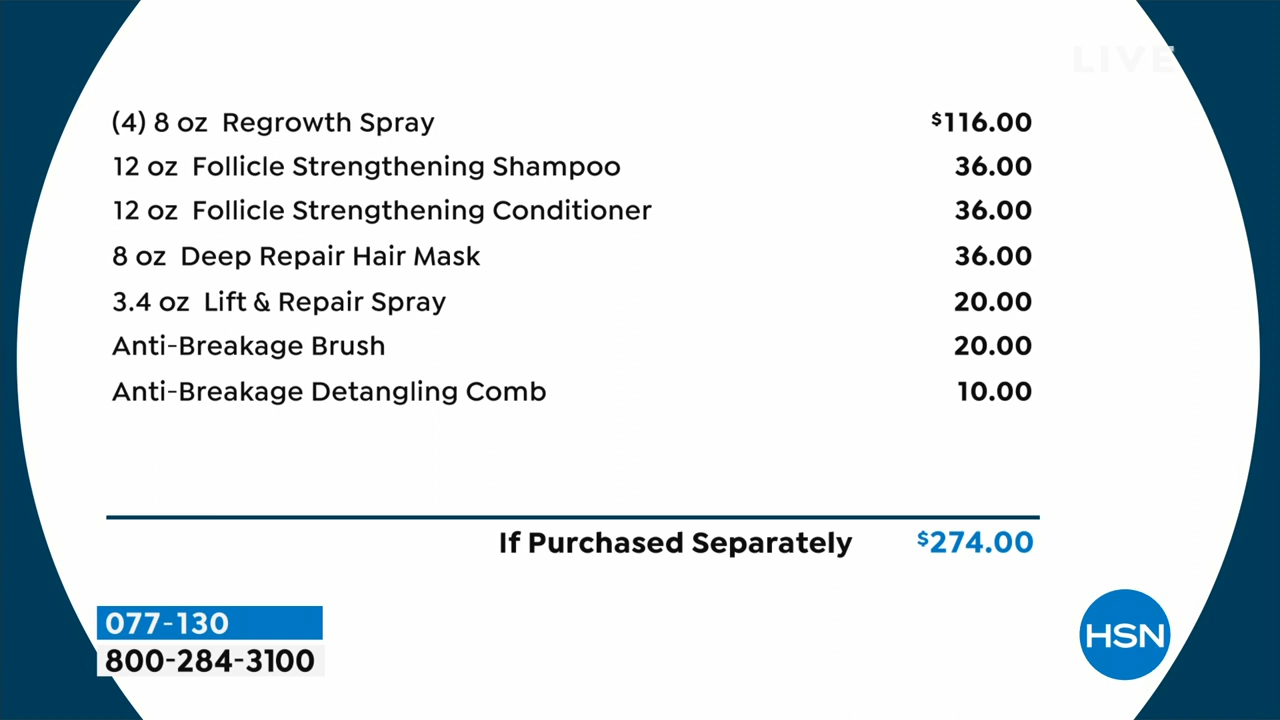 LIVE
(4) 8 oz Regrowth Spray $116.00
12 oz Follicle Strengthening Shampoo 36.00
12 oz Follicle Strengthening Conditioner 36.00
8 oz Deep Repair Hair Mask 36.00
3.4 oz Lift & Repair Spray 20.00
Anti-Breakage Brush 20.00
Anti-Breakage Detangling Comb 10.00
If Purchased Separately $274.00
077-130
800-284-3100
HSN